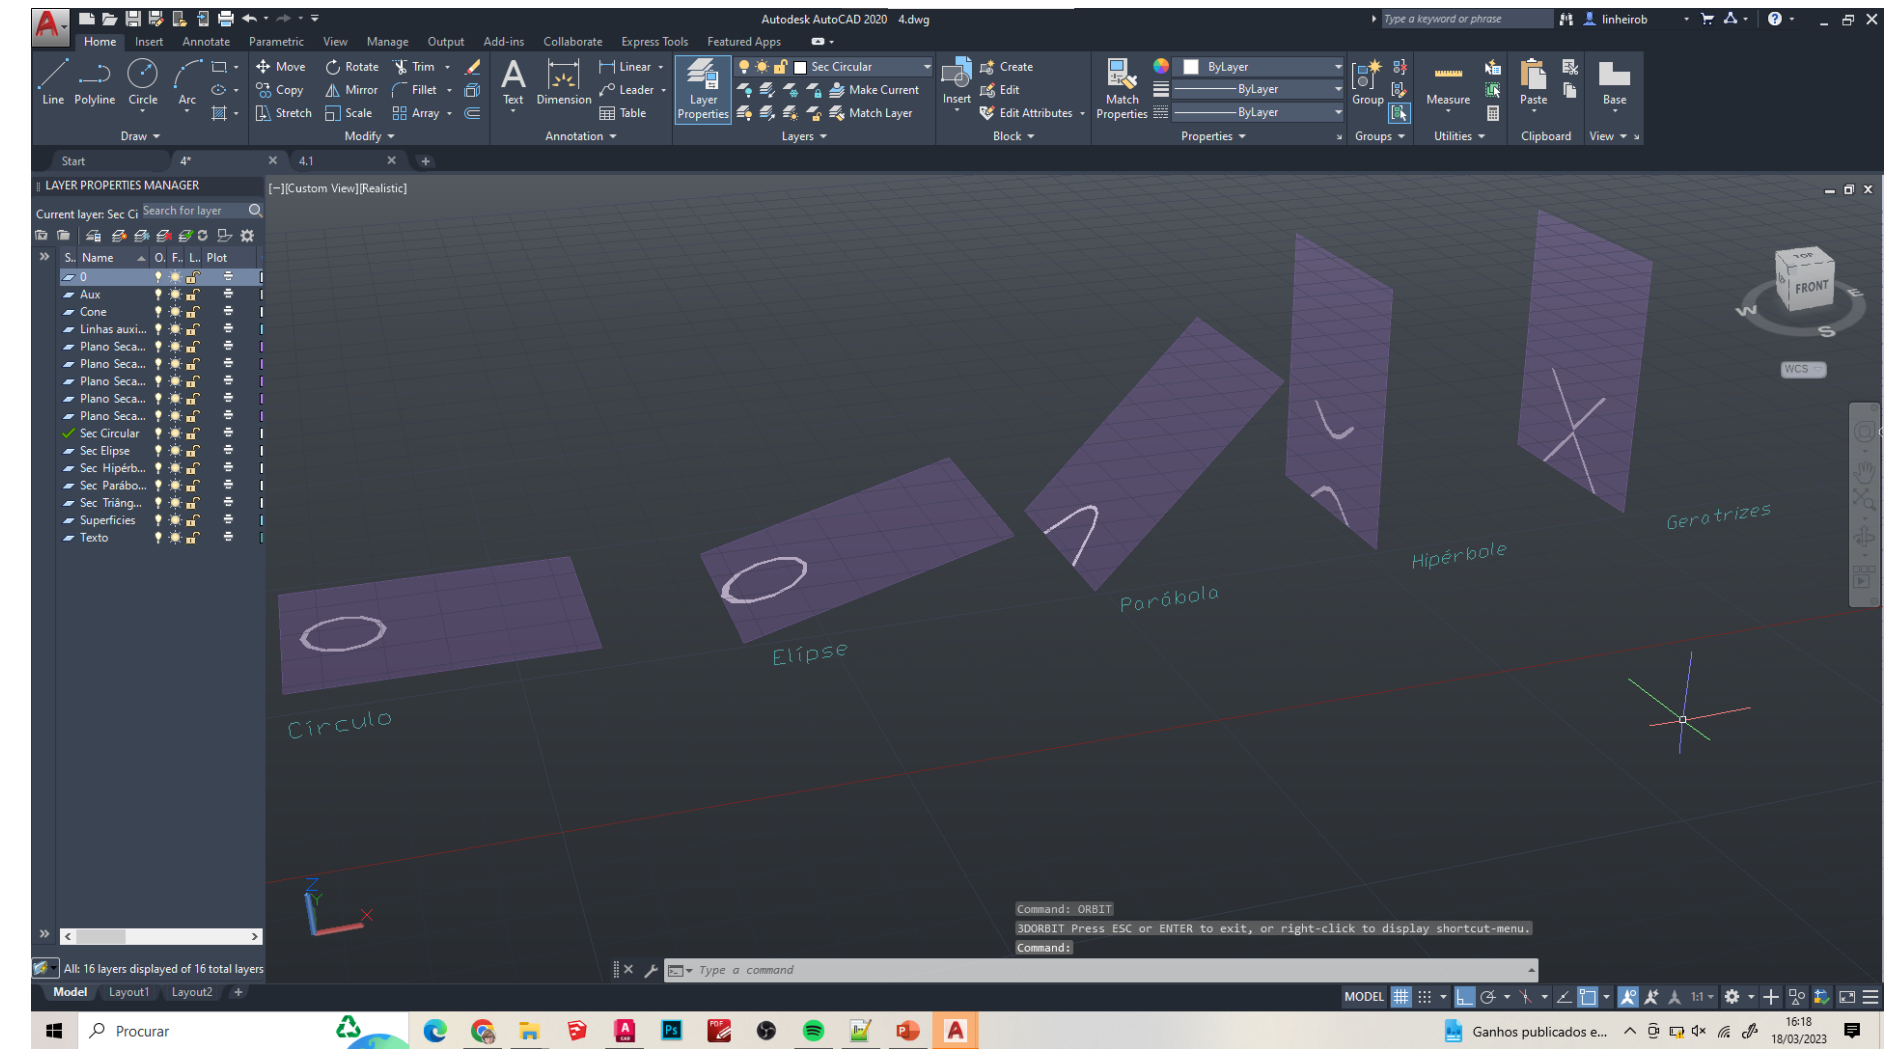 Autodesk AutoCAD 2020 4.dwg
Type a keyword or phrase
linheirob
Home Insert Annotate Parametric View Manage Output Add-ins Collaborate Express Tools Featured Apps
Line Polyline Circle Arc
Draw
Move Rotate Trim
Copy Mirror Fillet
Stretch Scale Array
Modify
Text Dimension
Linear
Leader
Table
Annotation
Layer
Properties
Sec Circular
Make Current
Match Layer
Layers
Insert
Create
Edit
Edit Attributes
Block
Match
Properties
ByLayer
ByLayer
ByLayer
Properties
Group
Groups
Measure
Utilities
Paste
Clipboard
Base
View
Start 4* 4.1
LAYER PROPERTIES MANAGER
Current layer: Sec Ci
Search for layer
S.. Name O. F.. L.. Plot
0
Aux
Cone
Linhas auxi...
Plano Seca...
Plano Seca...
Plano Seca...
Plano Seca...
Plano Seca...
Sec Circular
Sec Elipse
Sec Hipérb...
Sec Parábo...
Sec Triâng...
Superficies
Texto
All: 16 layers displayed of 16 total layers
[−][Custom View][Realistic]
TOP
FRONT
W
S
E
WCS
Geratrizes
Hipérbole
Parábola
Elípse
Círculo
Z
Y
X
Command: ORBIT
3DORBIT Press ESC or ENTER to exit, or right-click to display shortcut-menu.
Command:
Type a command
Model Layout1 Layout2
MODEL
1:1
Procurar
Ganhos publicados e...
16:18
18/03/2023